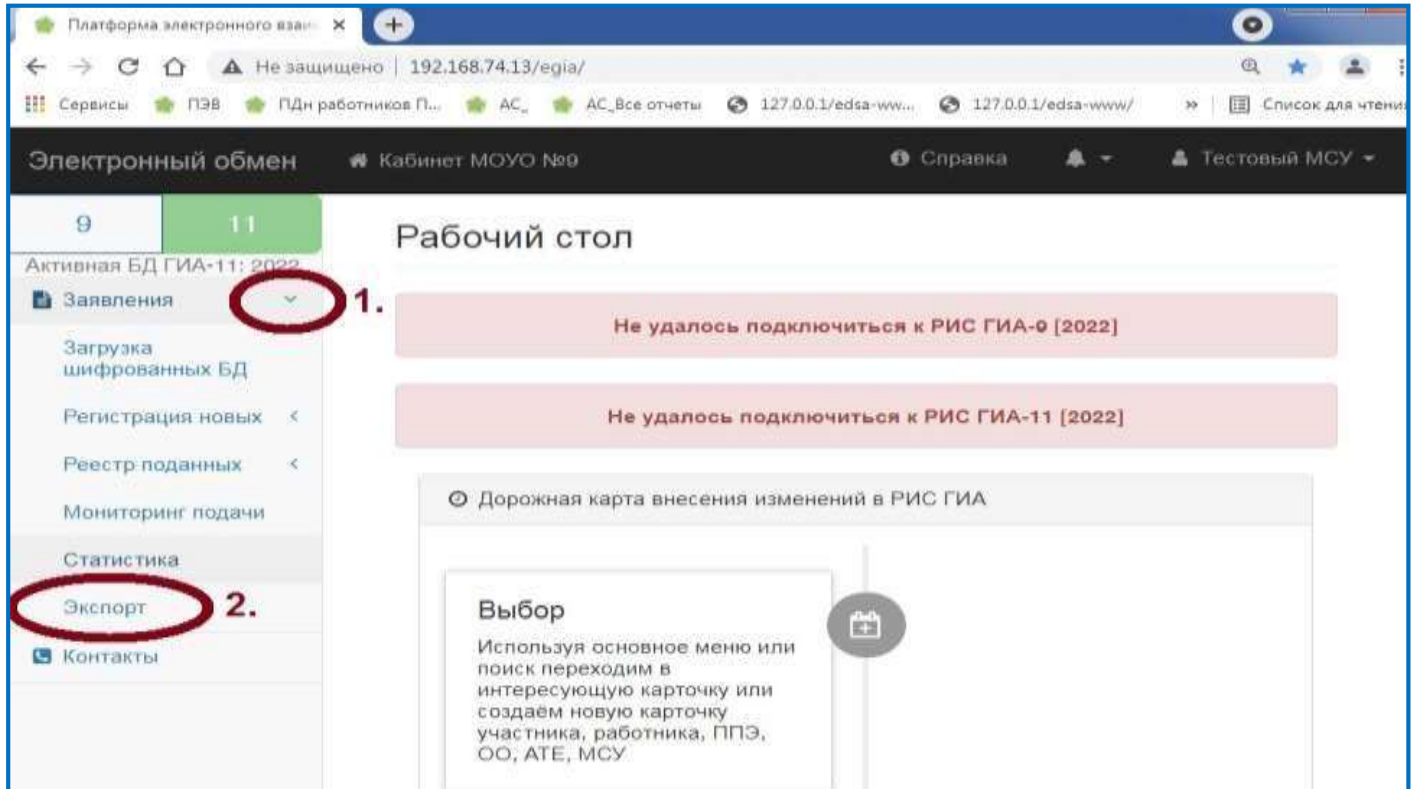 Платформа электронного взаи
Не защищено | 192.168.74.13/egia/
Сервисы ПЭВ ПДн работников П... АС_ АС_Все отчеты 127.0.0.1/edsa-ww... 127.0.0.1/edsa-www/ » Список для чтения
Электронный обмен Кабинет МОУО №9 Справка Тестовый МСУ
9 11
Рабочий стол
Активная БД ГИА-11: 2022
Заявления
1.
Не удалось подключиться к РИС ГИА-9 [2022]
Загрузка
шифрованных БД
Регистрация новых
Не удалось подключиться к РИС ГИА-11 [2022]
Реестр поданных
Мониторинг подачи
Дорожная карта внесения изменений в РИС ГИА
Статистика
Экспорт
2.
Контакты
Выбор
Используя основное меню или
поиск переходим в
интересующую карточку или
создаём новую карточку
участника, работника, ППЭ,
ОО, АТЕ, МСУ